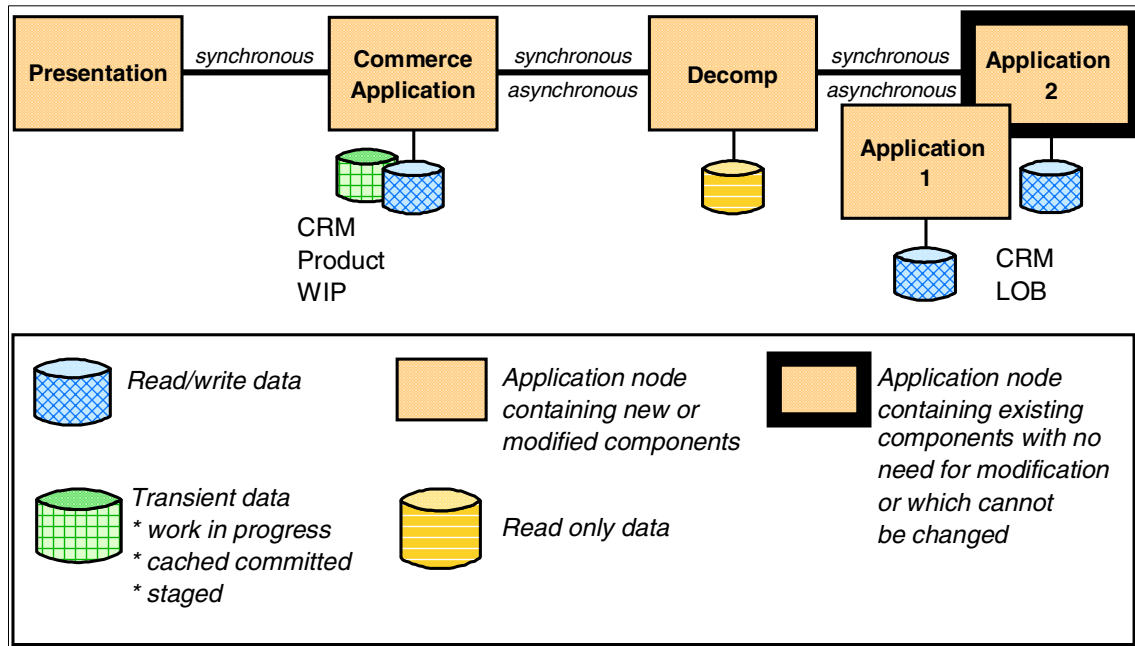 Presentation
synchronous
Commerce
Application
synchronous
asynchronous
Decomp
synchronous
asynchronous
Application
2
Application
1
CRM
Product
WIP
CRM
LOB
Read/write data
Application node
containing new or
modified components
Application node
containing existing
components with no
need for modification
or which cannot
be changed
Transient data
* work in progress
* cached committed
* staged
Read only data